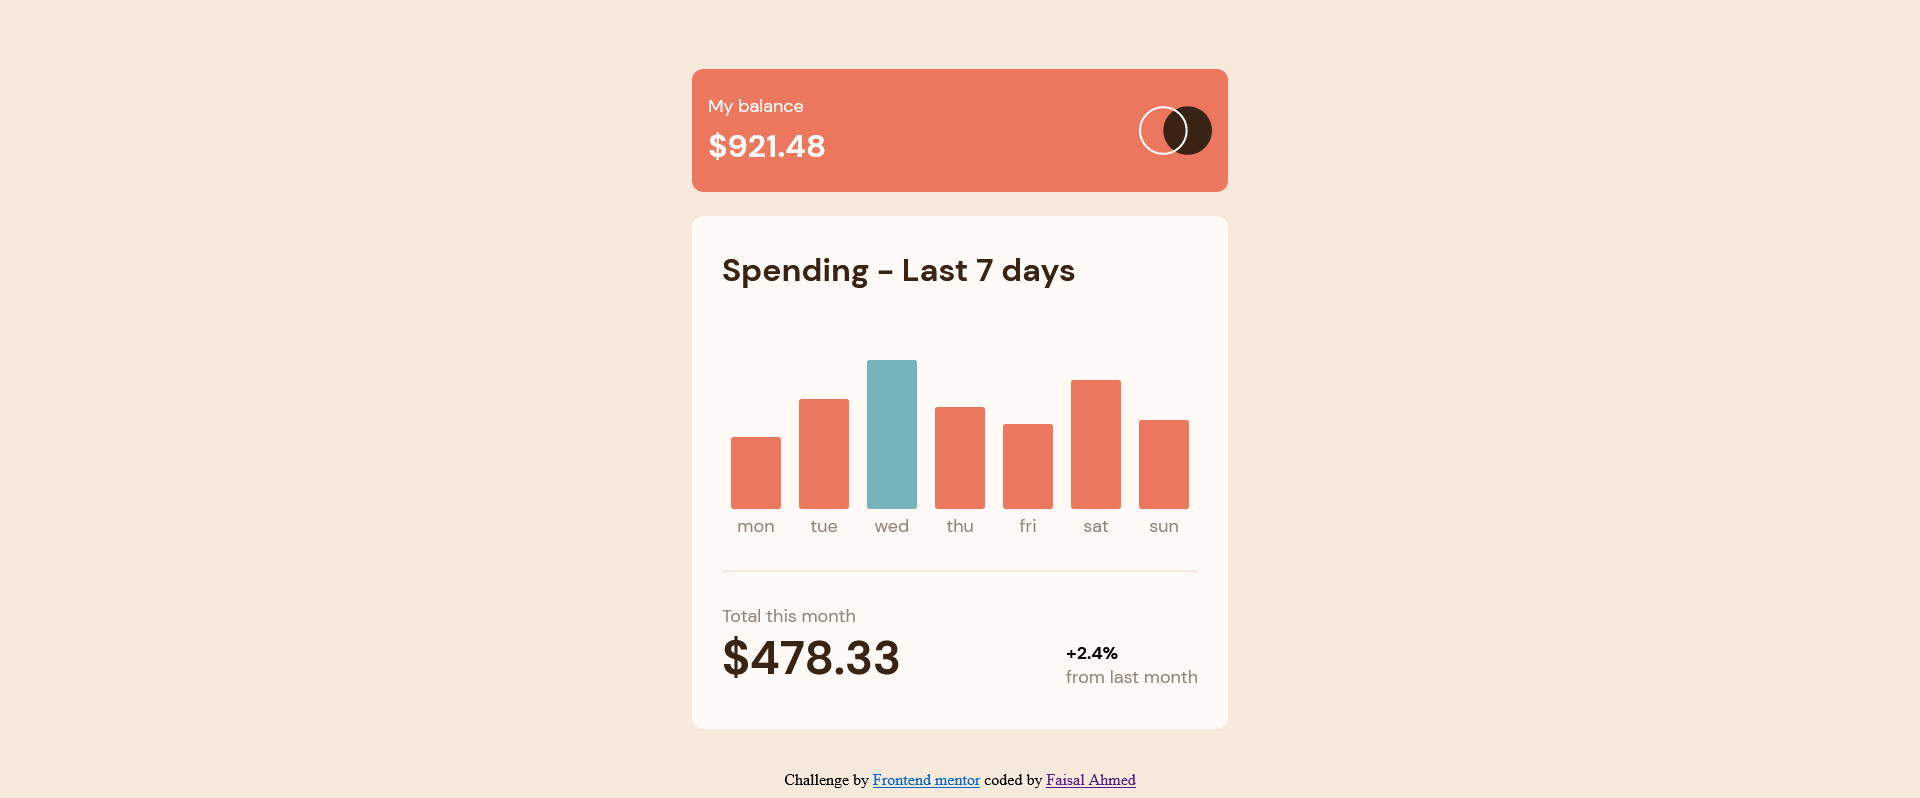 My balance
$921.48
Spending - Last 7 days
mon tue wed thu fri sat sun
Total this month
$478.33
+2.4%
from last month
Challenge by Frontend mentor coded by Faisal Ahmed